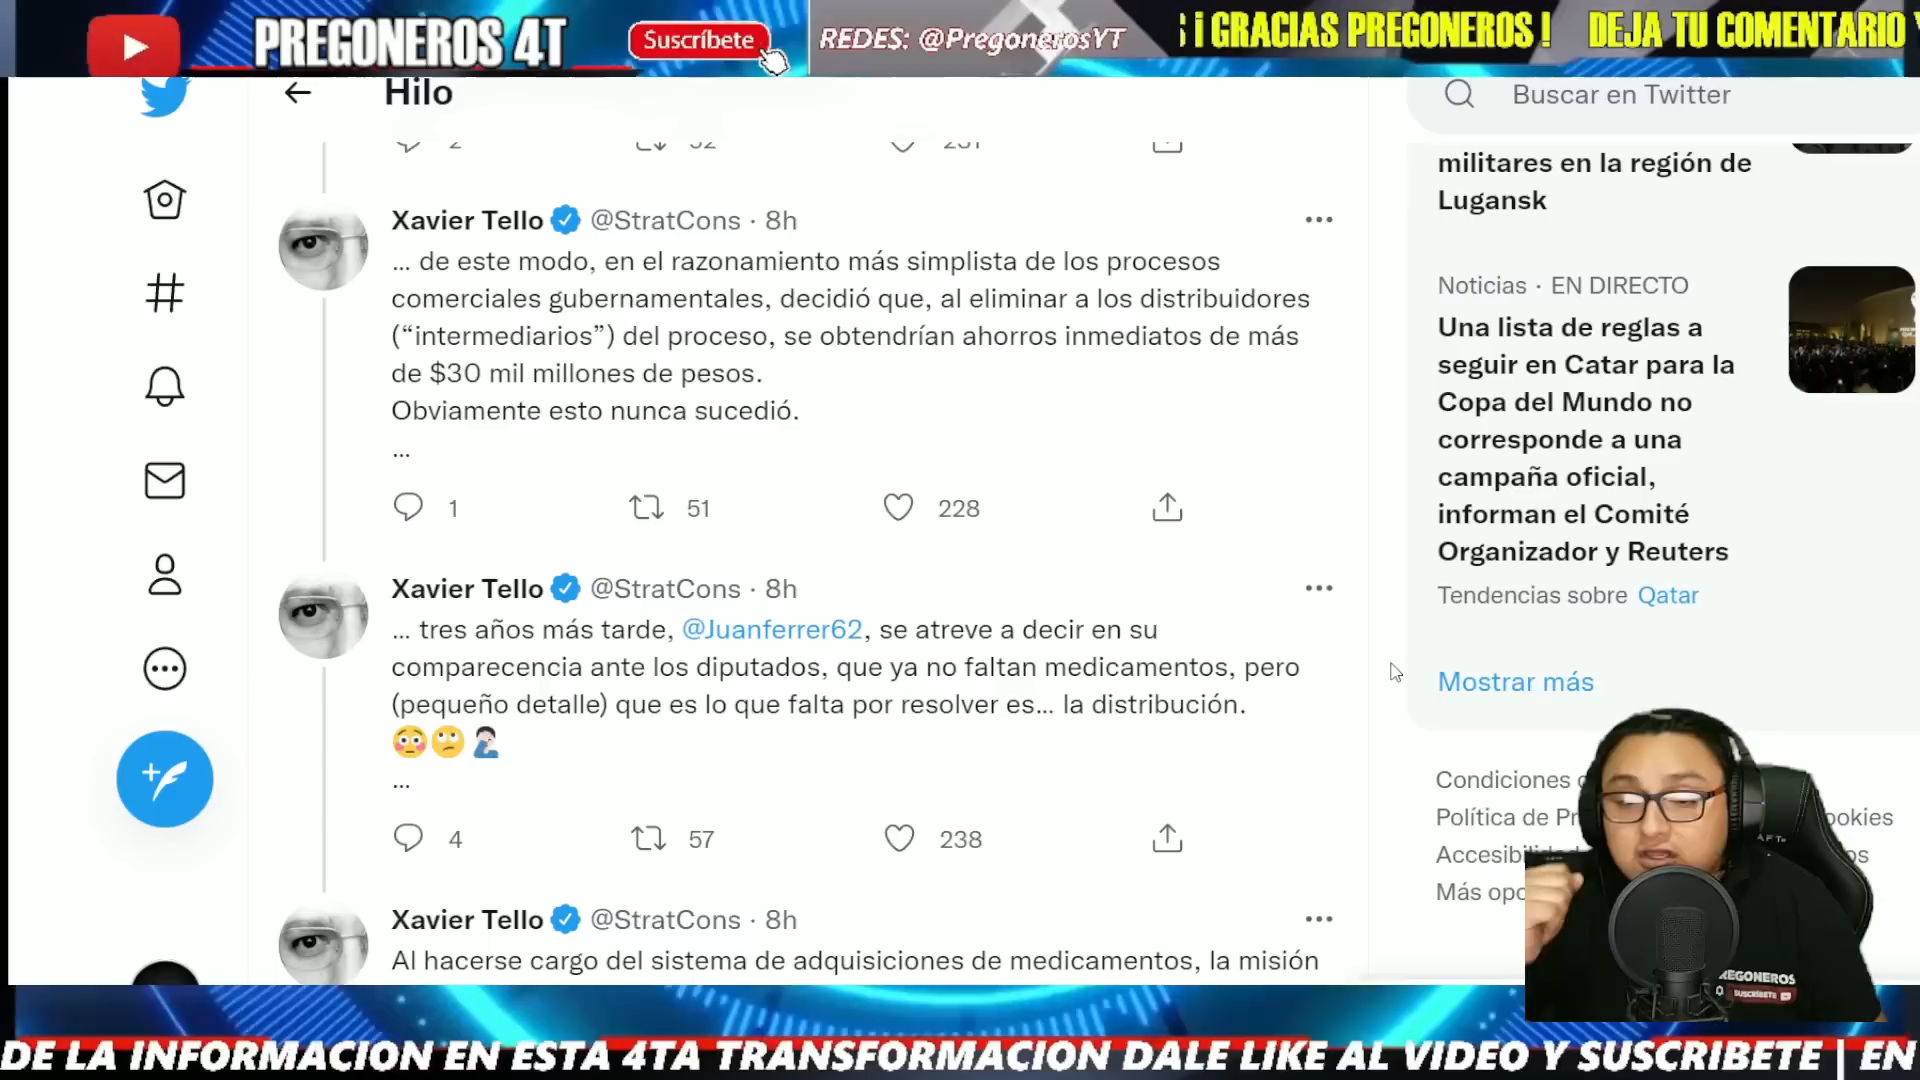 PREGONEROS 4T
Suscríbete
REDES: @PregonerosYT
¡ GRACIAS PREGONEROS !
DEJA TU COMENTARIO
Hilo
Buscar en Twitter
Xavier Tello @StratCons · 8h
... de este modo, en el razonamiento más simplista de los procesos
comerciales gubernamentales, decidió que, al eliminar a los distribuidores
(“intermediarios”) del proceso, se obtendrían ahorros inmediatos de más
de $30 mil millones de pesos.
Obviamente esto nunca sucedió.
...
1 51 228
Xavier Tello @StratCons · 8h
... tres años más tarde, @Juanferrer62, se atreve a decir en su
comparecencia ante los diputados, que ya no faltan medicamentos, pero
(pequeño detalle) que es lo que falta por resolver es... la distribución.
😳🙄🤦🏻‍♂️
...
4 57 238
Xavier Tello @StratCons · 8h
Al hacerse cargo del sistema de adquisiciones de medicamentos, la misión
militares en la región de
Lugansk
Noticias · EN DIRECTO
Una lista de reglas a
seguir en Catar para la
Copa del Mundo no
corresponde a una
campaña oficial,
informan el Comité
Organizador y Reuters
Tendencias sobre Qatar
Mostrar más
Condiciones
Política de
PREGONEROS
SUSCRÍBETE
DE LA INFORMACION EN ESTA 4TA TRANSFORMACION DALE LIKE AL VIDEO Y SUSCRIBETE | EN